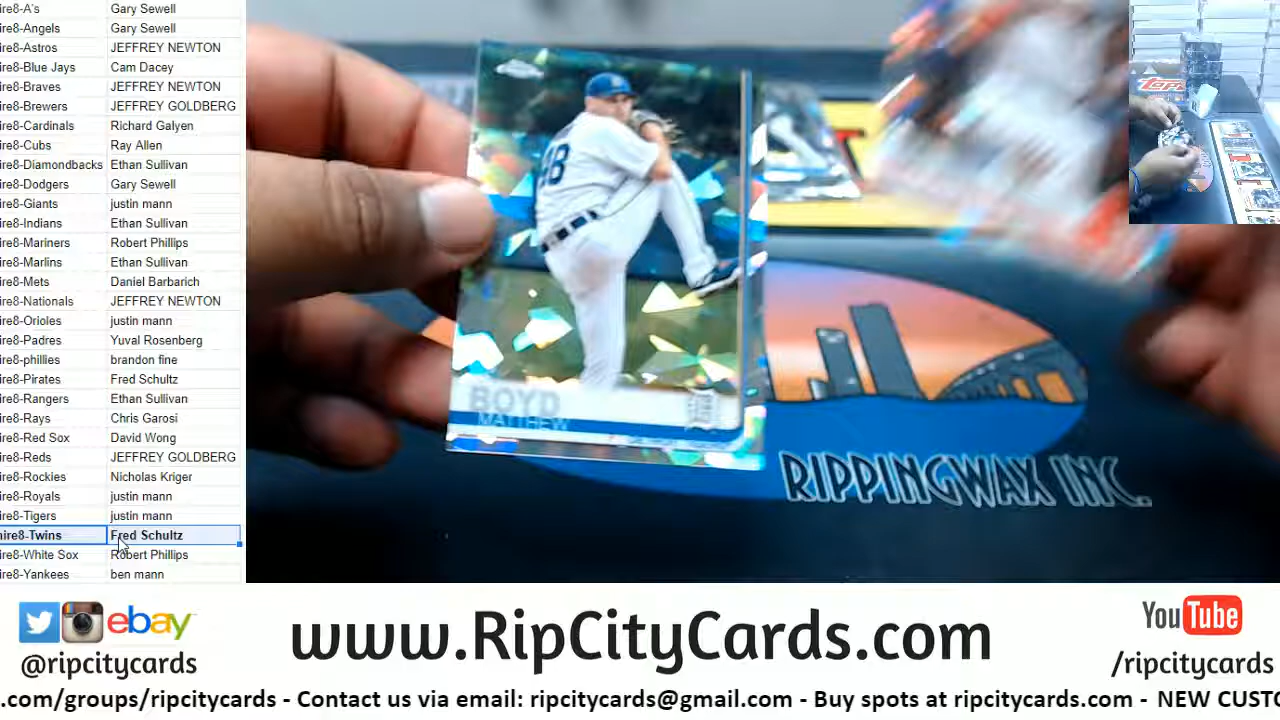 ire8-A's Gary Sewell
ire8-Angels Gary Sewell
ire8-Astros JEFFREY NEWTON
ire8-Blue Jays Cam Dacey
ire8-Braves JEFFREY NEWTON
ire8-Brewers JEFFREY GOLDBERG
ire8-Cardinals Richard Galyen
ire8-Cubs Ray Allen
ire8-Diamondbacks Ethan Sullivan
ire8-Dodgers Gary Sewell
ire8-Giants justin mann
ire8-Indians Ethan Sullivan
ire8-Mariners Robert Phillips
ire8-Marlins Ethan Sullivan
ire8-Mets Daniel Barbarich
ire8-Nationals JEFFREY NEWTON
ire8-Orioles justin mann
ire8-Padres Yuval Rosenberg
ire8-phillies brandon fine
ire8-Pirates Fred Schultz
ire8-Rangers Ethan Sullivan
ire8-Rays Chris Garosi
ire8-Red Sox David Wong
ire8-Reds JEFFREY GOLDBERG
ire8-Rockies Nicholas Kriger
ire8-Royals justin mann
ire8-Tigers justin mann
ire8-Twins Fred Schultz
ire8-White Sox Robert Phillips
ire8-Yankees ben mann
BOYD
MATTHEW
RIPPINGWAX INC.
ebay
@ripcitycards
www.RipCityCards.com
YouTube
/ripcitycards
.com/groups/ripcitycards - Contact us via email: ripcitycards@gmail.com - Buy spots at ripcitycards.com - NEW CUSTO